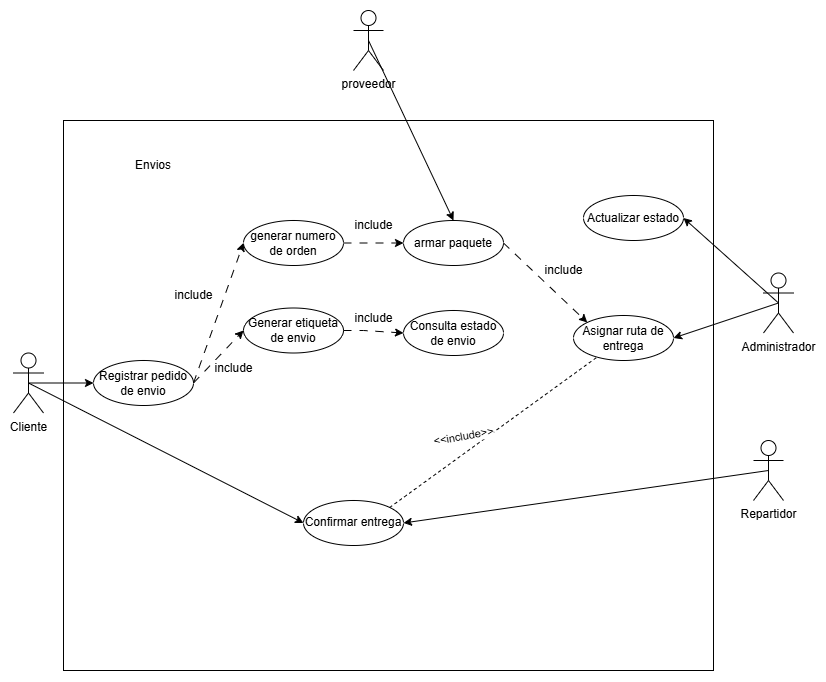 proveedor
Envios
Actualizar estado
generar numero
de orden
include
armar paquete
include
include
Generar etiqueta
de envio
include
Consulta estado
de envio
Asignar ruta de
entrega
Administrador
include
Registrar pedido
de envio
Cliente
<<include>>
Repartidor
Confirmar entrega